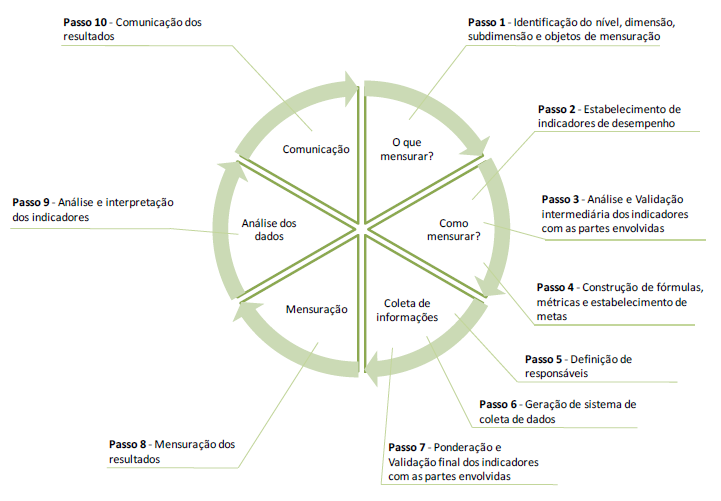 Passo 10 - Comunicação dos
resultados
Passo 1 - Identificação do nível, dimensão,
subdimensão e objetos de mensuração
Passo 2 - Estabelecimento de
indicadores de desempenho
Comunicação
O que
mensurar?
Passo 9 - Análise e interpretação
dos indicadores
Passo 3 - Análise e Validação
intermediária dos indicadores
com as partes envolvidas
Análise dos
dados
Como
mensurar?
Passo 4 - Construção de fórmulas,
métricas e estabelecimento de
metas
Mensuração
Coleta de
informações
Passo 5 - Definição de
responsáveis
Passo 6 - Geração de sistema de
coleta de dados
Passo 8 - Mensuração dos
resultados
Passo 7 - Ponderação e
Validação final dos indicadores
com as partes envolvidas